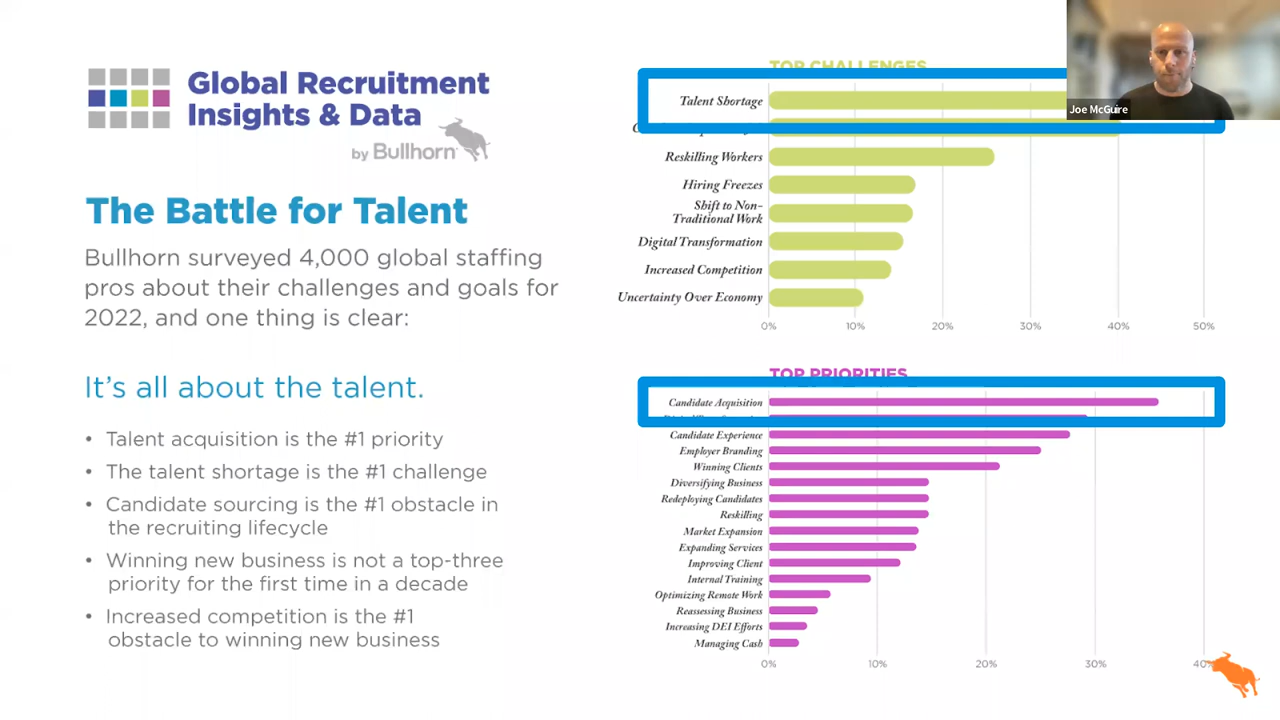 Global Recruitment
Insights & Data
by Bullhorn
The Battle for Talent
Bullhorn surveyed 4,000 global staffing
pros about their challenges and goals for
2022, and one thing is clear:
It's all about the talent.
• Talent acquisition is the #1 priority
• The talent shortage is the #1 challenge
• Candidate sourcing is the #1 obstacle in
the recruiting lifecycle
• Winning new business is not a top-three
priority for the first time in a decade
• Increased competition is the #1
obstacle to winning new business
TOP CHALLENGES
Talent Shortage
Reskilling Workers
Hiring Freezes
Shift to Non-
Traditional Work
Digital Transformation
Increased Competition
Uncertainty Over Economy
0% 10% 20% 30% 40% 50%
Joe McGuire
TOP PRIORITIES
Candidate Acquisition
Candidate Experience
Employer Branding
Winning Clients
Diversifying Business
Redeploying Candidates
Reskilling
Market Expansion
Expanding Services
Improving Client
Internal Training
Optimizing Remote Work
Reassessing Business
Increasing DEI Efforts
Managing Cash
0% 10% 20% 30% 40%